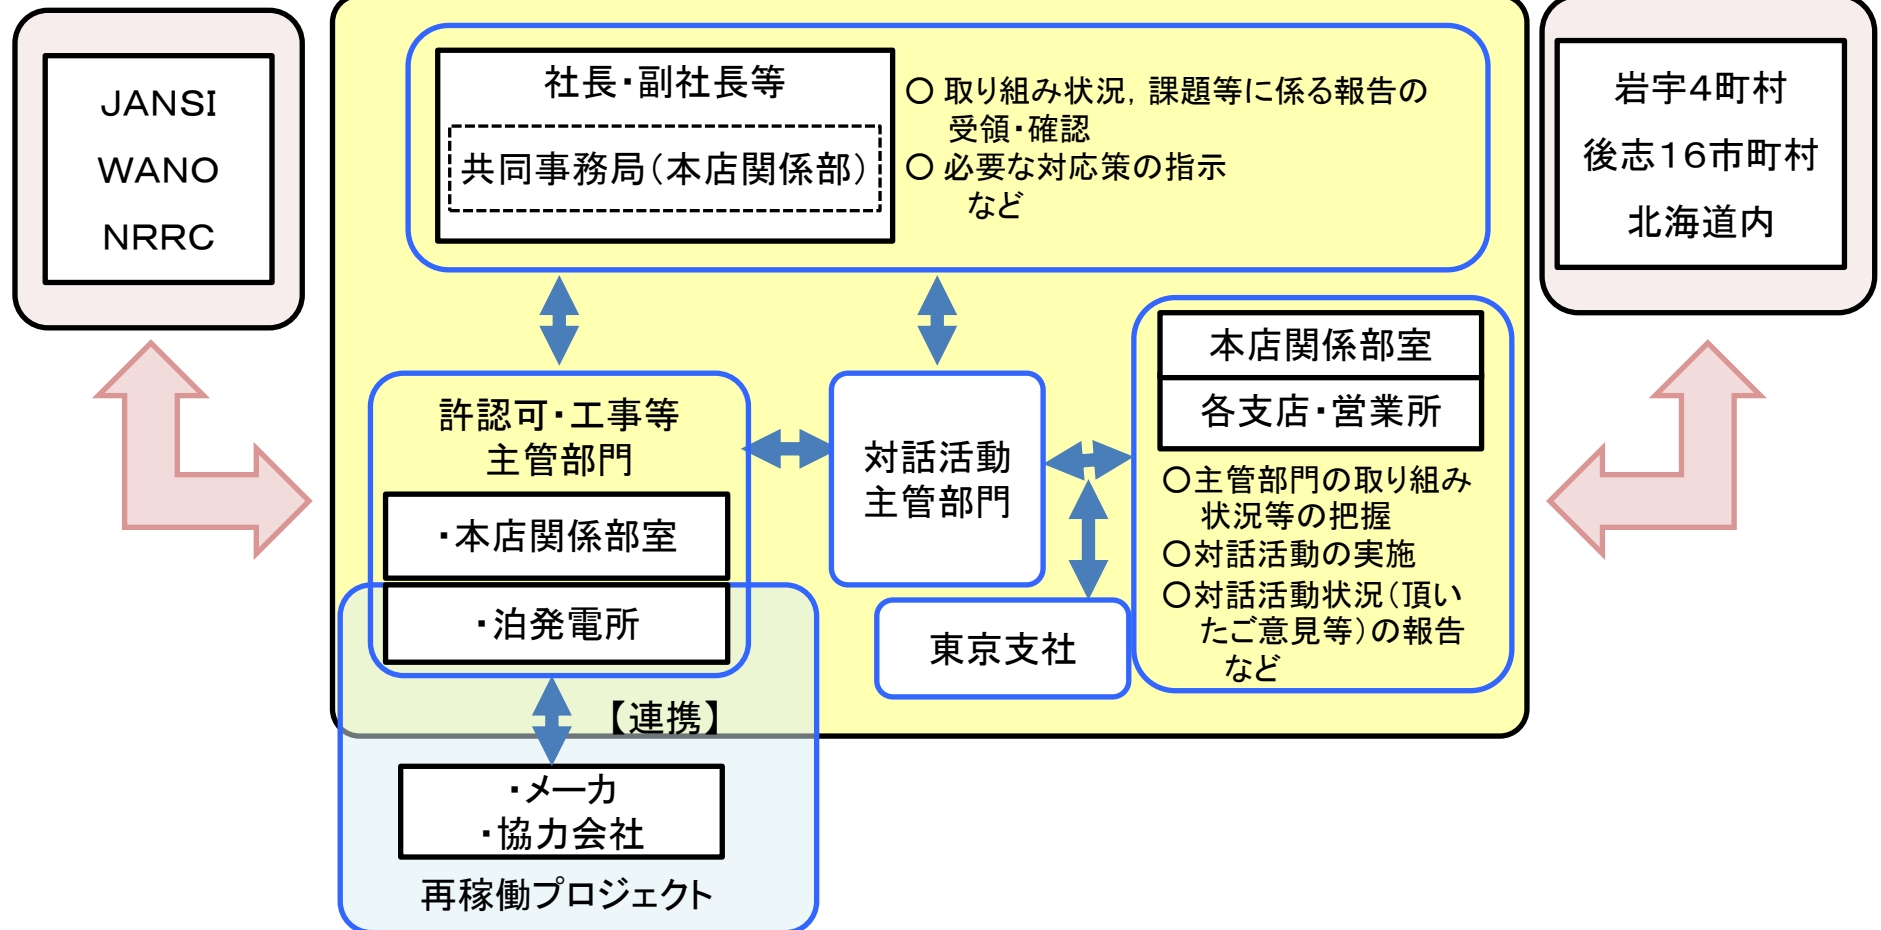 JANSI
WANO
NRRC
社長・副社長等
共同事務局(本店関係部)
○ 取り組み状況，課題等に係る報告の
受領・確認
○ 必要な対応策の指示
など
岩宇4町村
後志16市町村
北海道内
許認可・工事等
主管部門
・本店関係部室
・泊発電所
対話活動
主管部門
東京支社
本店関係部室
各支店・営業所
○主管部門の取り組み
状況等の把握
○対話活動の実施
○対話活動状況(頂い
たご意見等)の報告
など
【連携】
・メーカ
・協力会社
再稼働プロジェクト